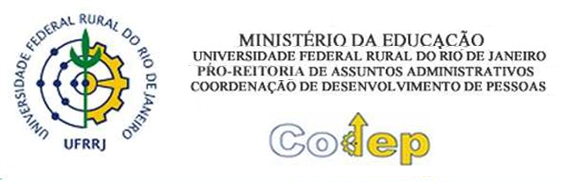 UNIVERSIDADE FEDERAL RURAL DO RIO DE JANEIRO
UFRRJ
MINISTÉRIO DA EDUCAÇÃO
UNIVERSIDADE FEDERAL RURAL DO RIO DE JANEIRO
PRO-REITORIA DE ASSUNTOS ADMINISTRATIVOS
COORDENAÇÃO DE DESENVOLVIMENTO DE PESSOAS
Codep